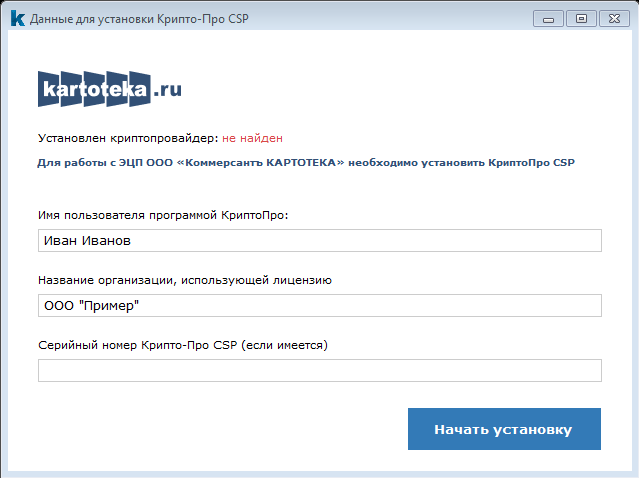 Данные для установки Крипто-Про CSP
kartoteka.ru
Установлен криптопровайдер: не найден
Для работы с ЭЦП ООО «Коммерсантъ КАРТОТЕКА» необходимо установить КриптоПро CSP
Имя пользователя программой КриптоПро:
Иван Иванов
Название организации, использующей лицензию
ООО "Пример"
Серийный номер Крипто-Про CSP (если имеется)
Начать установку